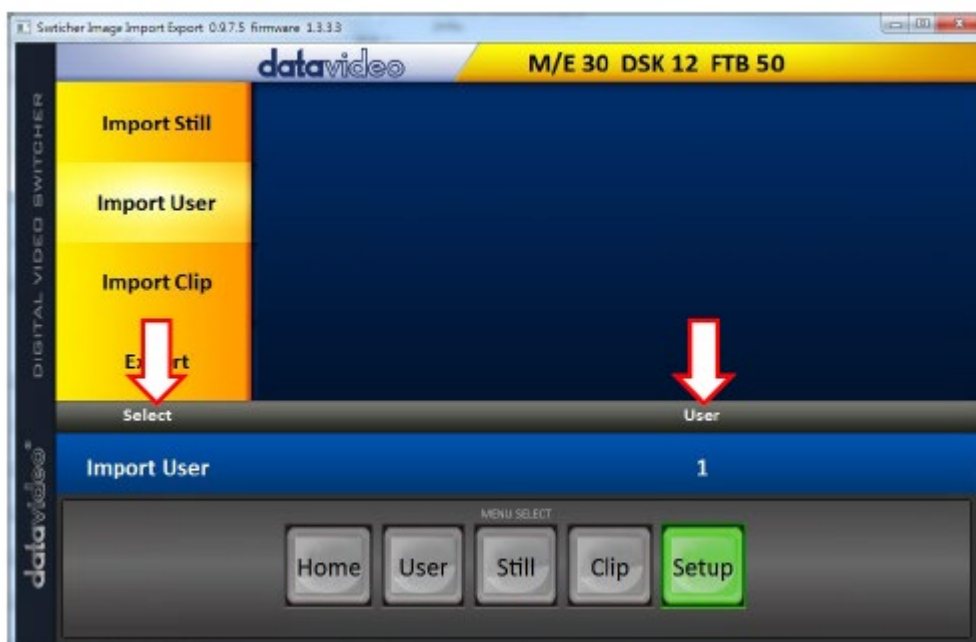 Switcher Image Import Export 0.9.7.5 firmware 1.3.3.3
datavideo
M/E 30 DSK 12 FTB 50
DIGITAL VIDEO SWITCHER
Import Still
Import User
Import Clip
Select
User
Import User
1
datavideo®
MENU SELECT
Home
User
Still
Clip
Setup